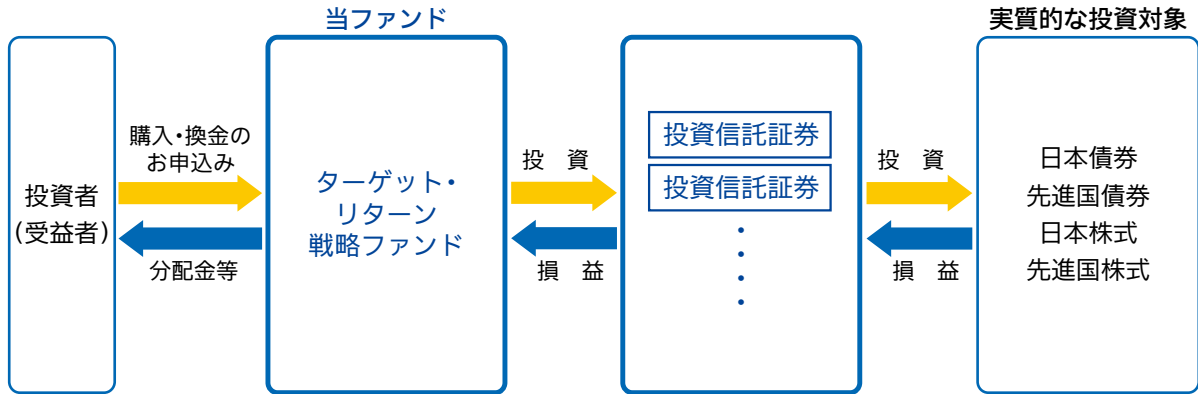 当ファンド
実質的な投資対象
投資者
(受益者)
購入・換金の
お申込み
分配金等
ターゲット・
リターン
戦略ファンド
投 資
損 益
投資信託証券
投資信託証券
・
・
・
・
投 資
損 益
日本債券
先進国債券
日本株式
先進国株式